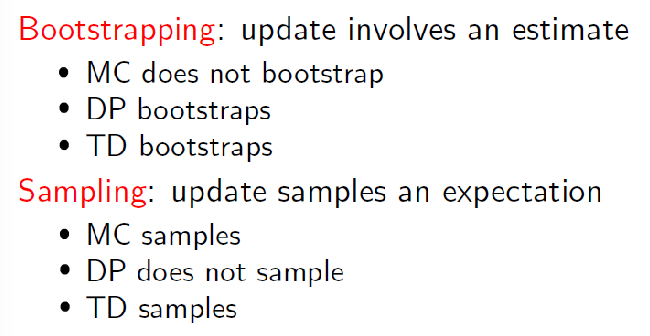 Bootstrapping: update involves an estimate
• MC does not bootstrap
• DP bootstraps
• TD bootstraps
Sampling: update samples an expectation
• MC samples
• DP does not sample
• TD samples